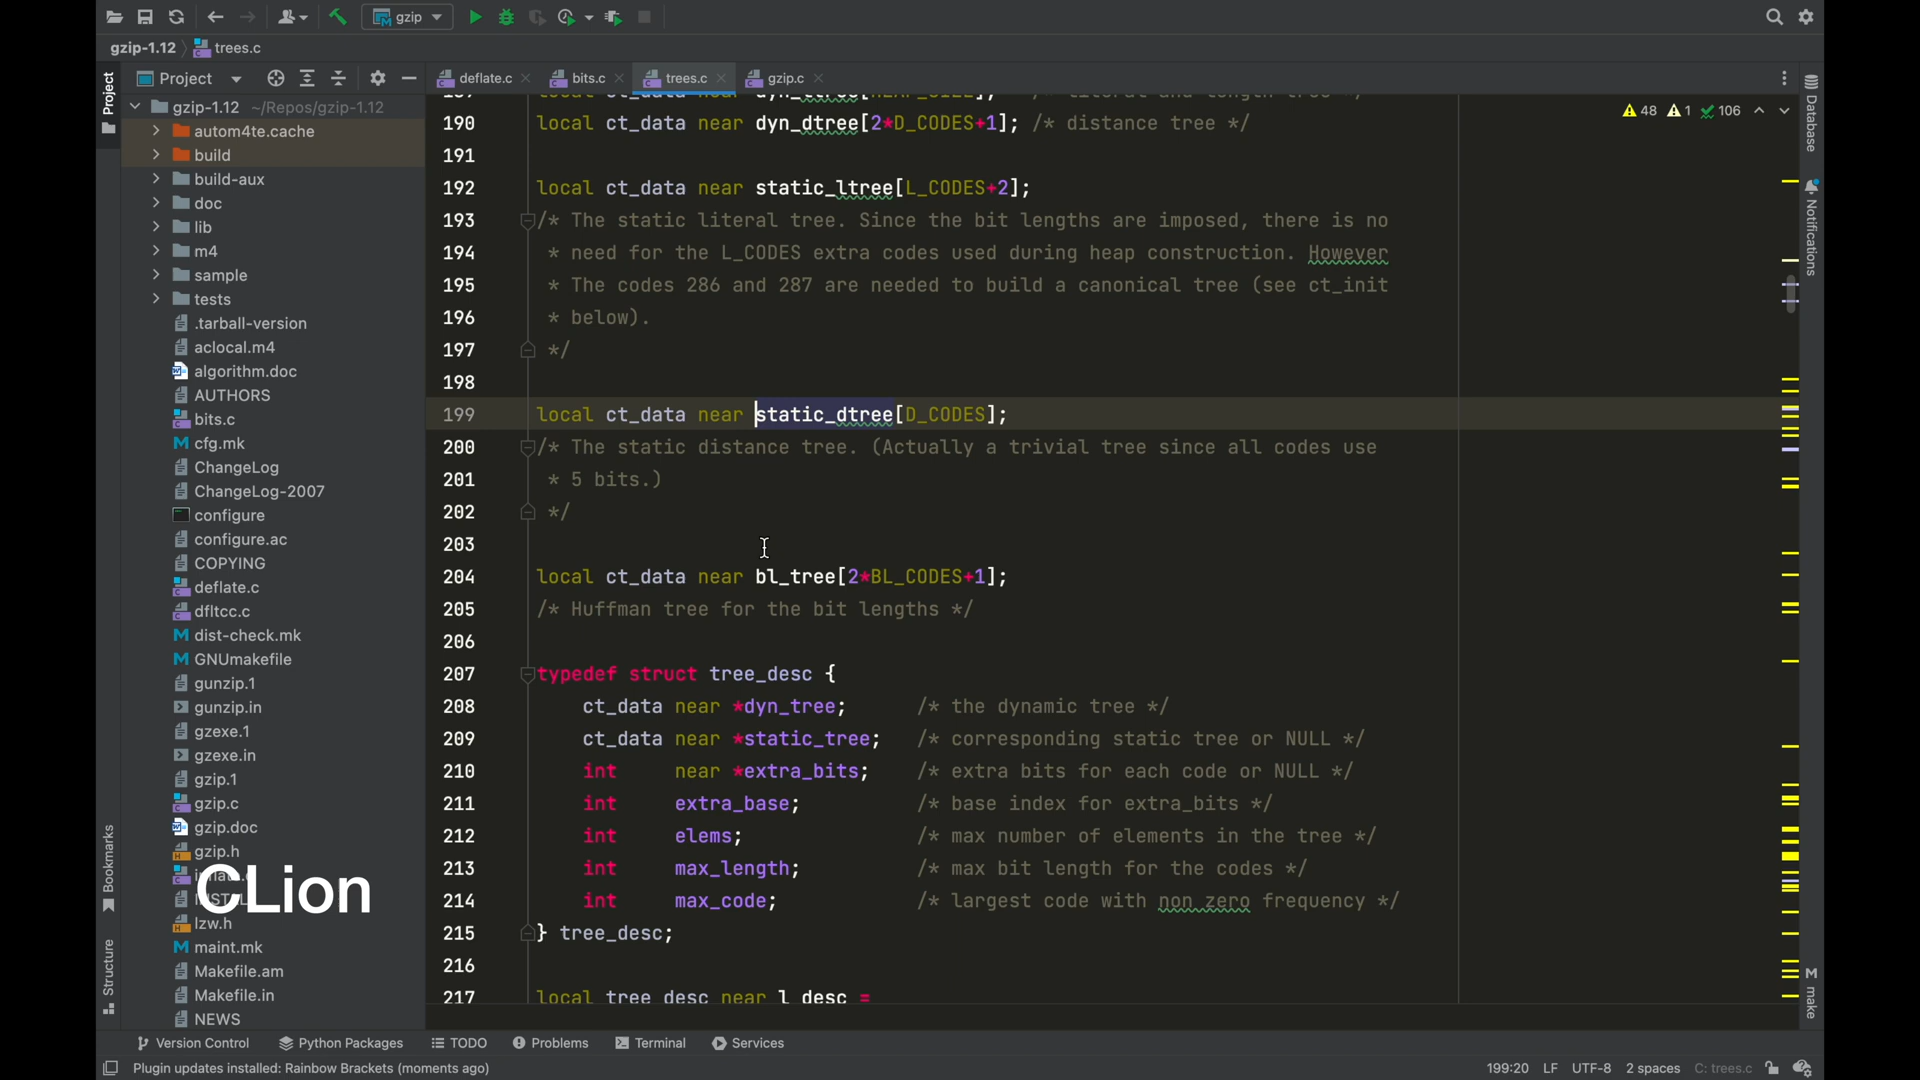 gzip
gzip-1.12 trees.c
Project
deflate.c
bits.c
trees.c
gzip.c
Project
gzip-1.12 ~/Repos/gzip-1.12
autom4te.cache
build
build-aux
doc
lib
m4
sample
tests
.tarball-version
aclocal.m4
algorithm.doc
AUTHORS
bits.c
cfg.mk
ChangeLog
ChangeLog-2007
configure
configure.ac
COPYING
deflate.c
dfltcc.c
dist-check.mk
GNUmakefile
gunzip.1
gunzip.in
gzexe.1
gzexe.in
gzip.1
gzip.c
gzip.doc
gzip.h
CLion
lzw.h
maint.mk
Makefile.am
Makefile.in
NEWS
Bookmarks
Structure
48 1 106
190 local ct_data near dyn_dtree[2*D_CODES+1]; /* distance tree */
191
192 local ct_data near static_ltree[L_CODES+2];
193 /* The static literal tree. Since the bit lengths are imposed, there is no
194 * need for the L_CODES extra codes used during heap construction. However
195 * The codes 286 and 287 are needed to build a canonical tree (see ct_init
196 * below).
197 */
198
199 local ct_data near static_dtree[D_CODES];
200 /* The static distance tree. (Actually a trivial tree since all codes use
201 * 5 bits.)
202 */
203
204 local ct_data near bl_tree[2*BL_CODES+1];
205 /* Huffman tree for the bit lengths */
206
207 typedef struct tree_desc {
208 ct_data near *dyn_tree; /* the dynamic tree */
209 ct_data near *static_tree; /* corresponding static tree or NULL */
210 int near *extra_bits; /* extra bits for each code or NULL */
211 int extra_base; /* base index for extra_bits */
212 int elems; /* max number of elements in the tree */
213 int max_length; /* max bit length for the codes */
214 int max_code; /* largest code with non zero frequency */
215 } tree_desc;
216
217 local tree_desc near l_desc =
Database
Notifications
make
Version Control
Python Packages
TODO
Problems
Terminal
Services
Plugin updates installed: Rainbow Brackets (moments ago)
199:20 LF UTF-8 2 spaces C: trees.c